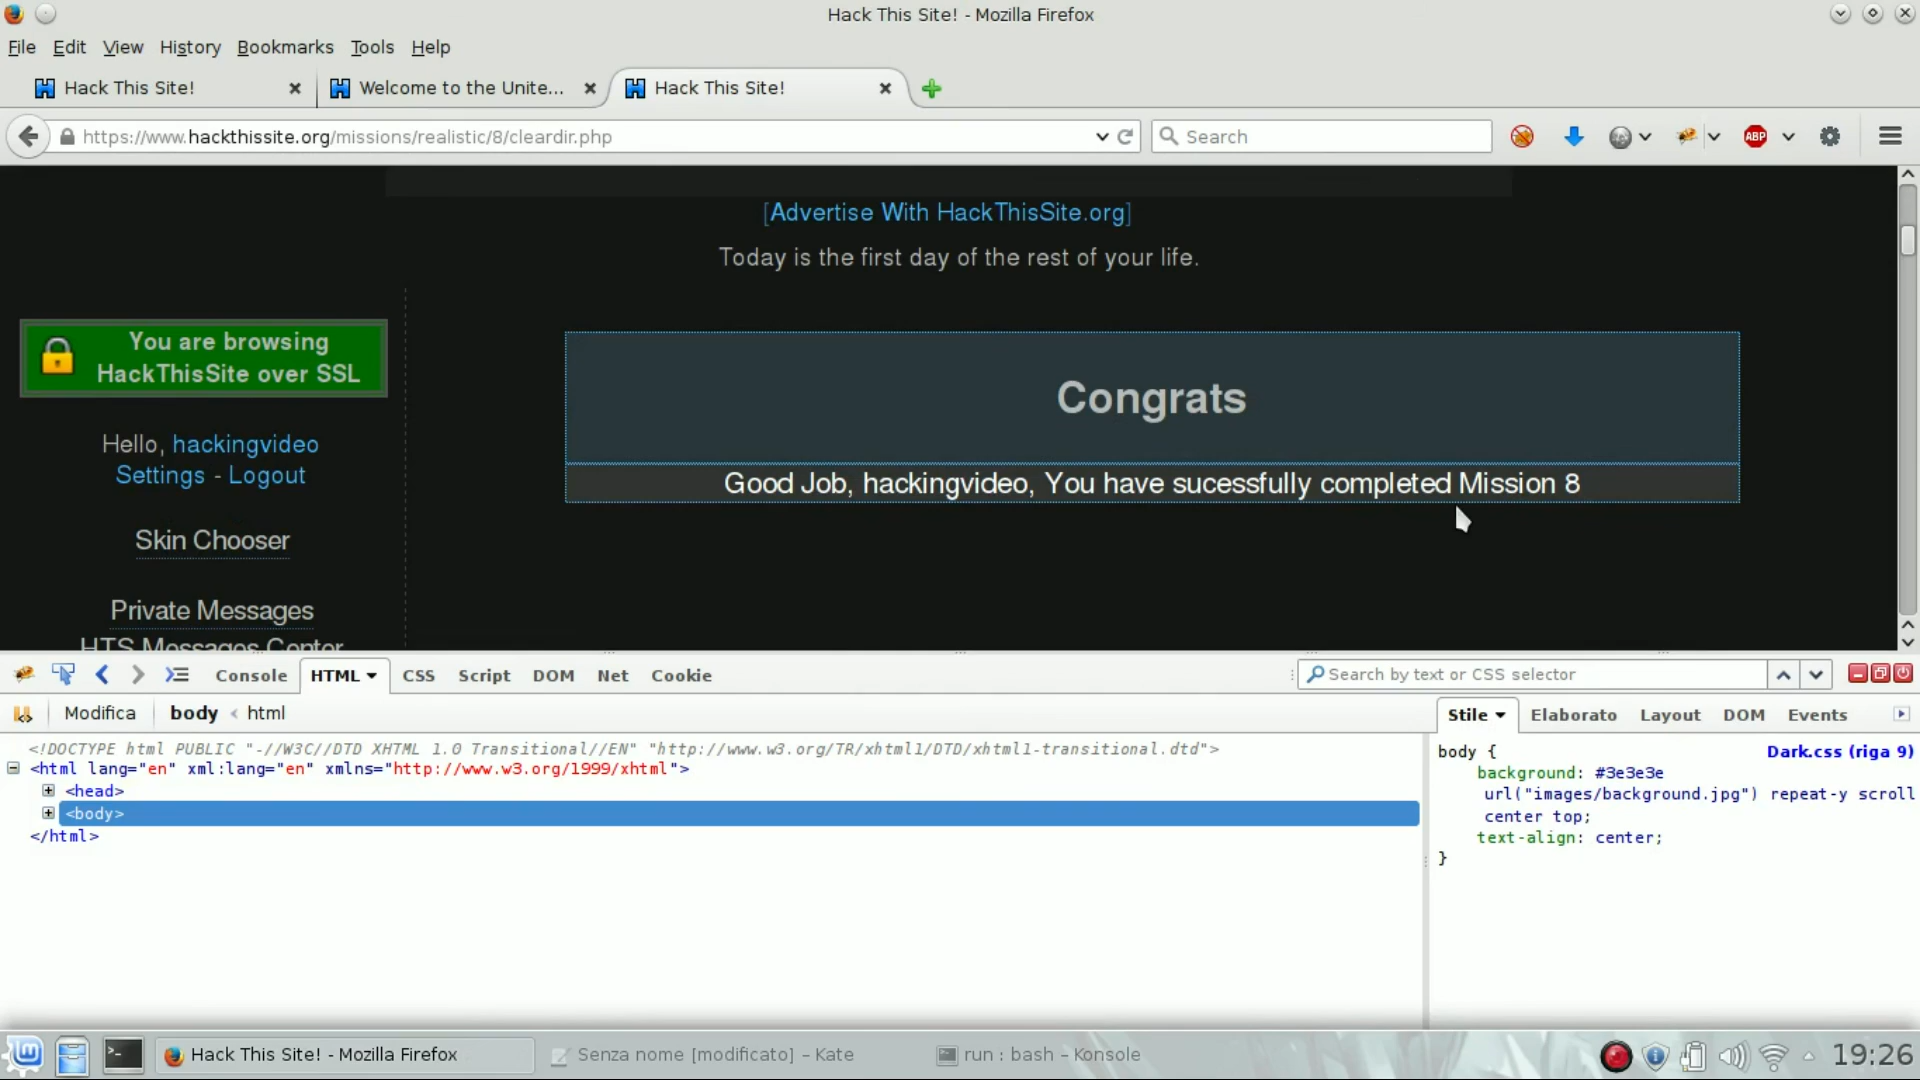 Hack This Site! - Mozilla Firefox
File Edit View History Bookmarks Tools Help
Hack This Site!
Welcome to the Unite...
Hack This Site!
https://www.hackthissite.org/missions/realistic/8/cleardir.php
Search
ABP
[Advertise With HackThisSite.org]
Today is the first day of the rest of your life.
You are browsing
HackThisSite over SSL
Hello, hackingvideo
Settings - Logout
Skin Chooser
Private Messages
HTS Messages Center
Congrats
Good Job, hackingvideo, You have sucessfully completed Mission 8
Console HTML CSS Script DOM Net Cookie
Search by text or CSS selector
Modifica body < html
Stile Elaborato Layout DOM Events
<!DOCTYPE html PUBLIC "-//W3C//DTD XHTML 1.0 Transitional//EN" "http://www.w3.org/TR/xhtml1/DTD/xhtml1-transitional.dtd">
<html lang="en" xml:lang="en" xmlns="http://www.w3.org/1999/xhtml">
<head>
<body>
</html>
body { Dark.css (riga 9)
background: #3e3e3e
url("images/background.jpg") repeat-y scroll
center top;
text-align: center;
}
Hack This Site! - Mozilla Firefox
Senza nome [modificato] – Kate
run : bash – Konsole
19:26